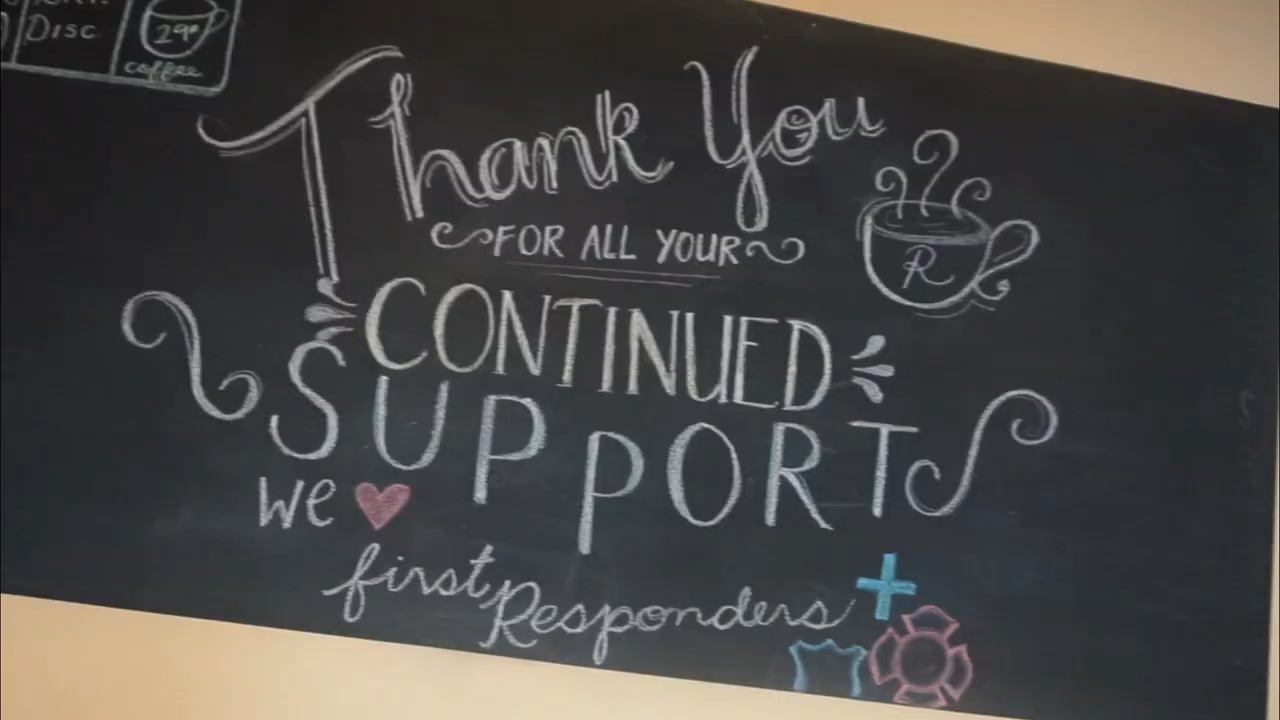 Disc.
29¢
coffee
Thank You
FOR ALL YOUR
R
CONTINUED
SUPPORT
we
first Responders